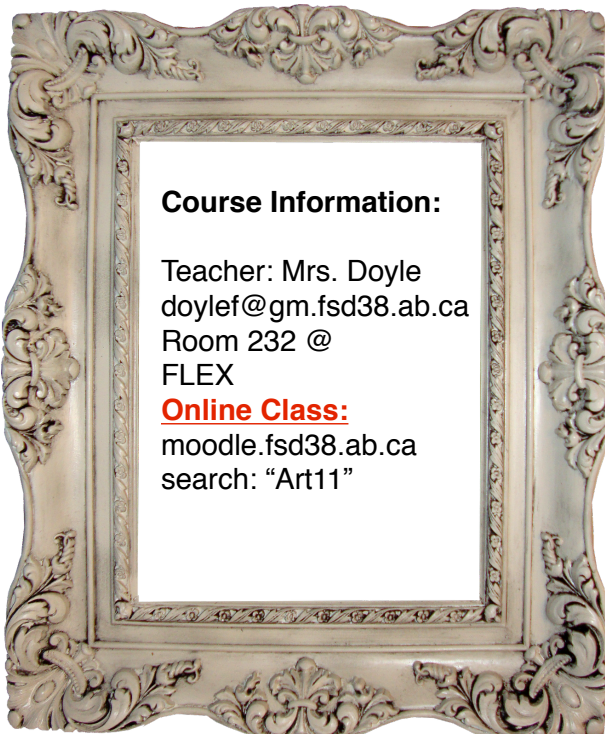 Course Information:
Teacher: Mrs. Doyle
doylef@gm.fsd38.ab.ca
Room 232 @
FLEX
Online Class:
moodle.fsd38.ab.ca
search: “Art11”